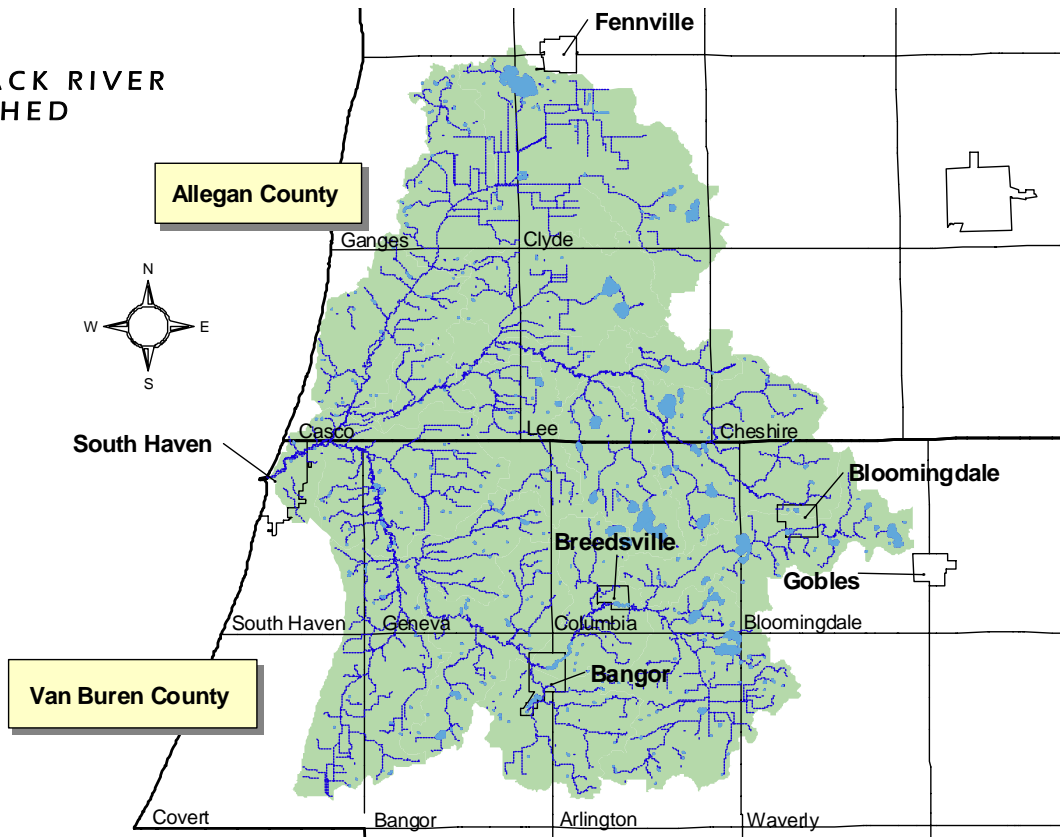 Fennville
ACK RIVER
HED
Allegan County
Ganges
Clyde
N
W
E
S
Casco
Lee
Cheshire
South Haven
Bloomingdale
Breedsville
Gobles
South Haven
Geneva
Columbia
Bloomingdale
Bangor
Van Buren County
Covert
Bangor
Arlington
Waverly